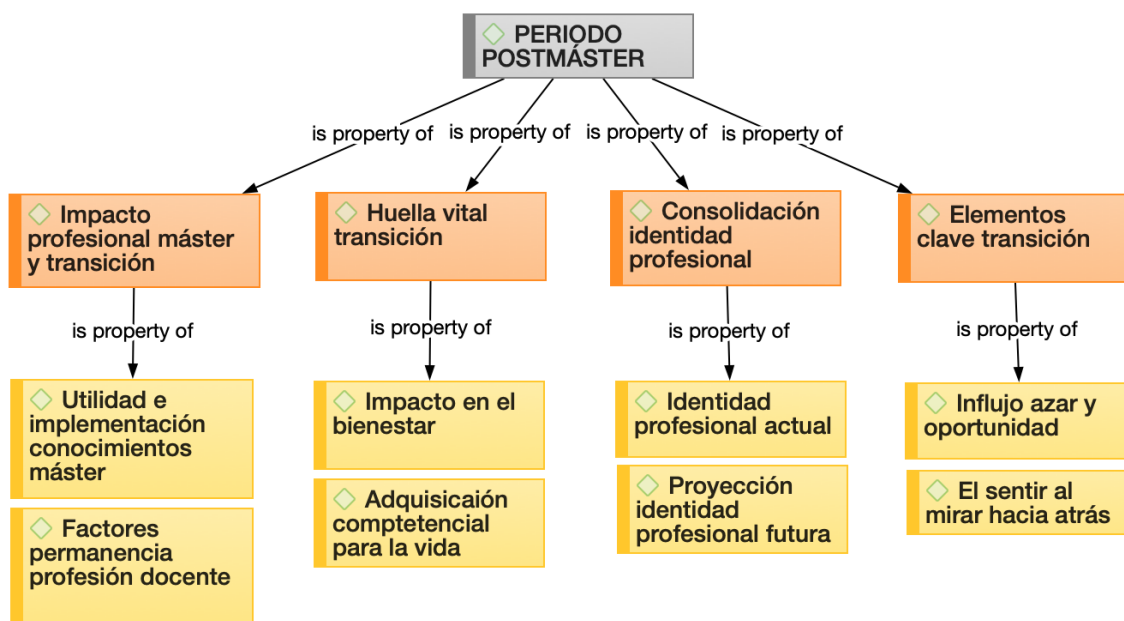 PERIODO
POSTMÁSTER
is property of
is property of
is property of
is property of
Impacto
profesional máster
y transición
Huella vital
transición
Consolidación
identidad
profesional
Elementos
clave transición
is property of
is property of
is property of
is property of
Utilidad e
implementación
conocimientos
máster
Impacto en el
bienestar
Identidad
profesional actual
Influjo azar y
oportunidad
Factores
permanencia
profesión docente
Adquisicaión
comptetencial
para la vida
Proyección
identidad
profesional futura
El sentir al
mirar hacia atrás